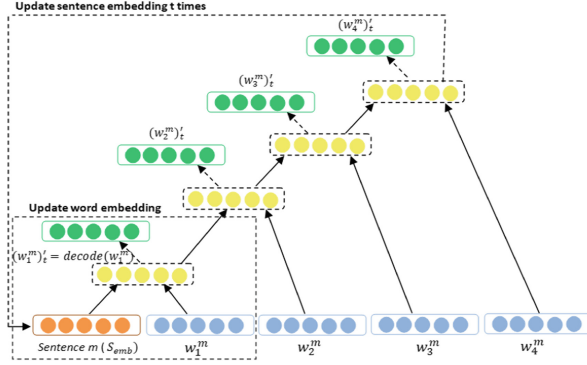 Update sentence embedding t times
(w₄ᵐ)ₜ′
(w₃ᵐ)ₜ′
(w₂ᵐ)ₜ′
Update word embedding
(w₁ᵐ)ₜ′ = decode(w₁ᵐ)
Sentence m (Sₑₘb)
w₁ᵐ
w₂ᵐ
w₃ᵐ
w₄ᵐ